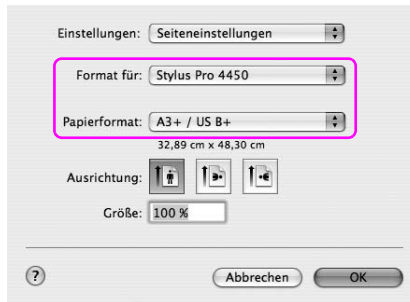 Einstellungen: Seiteneinstellungen
Format für: Stylus Pro 4450
Papierformat: A3+ / US B+
32,89 cm x 48,30 cm
Ausrichtung:
Größe: 100 %
? Abbrechen OK